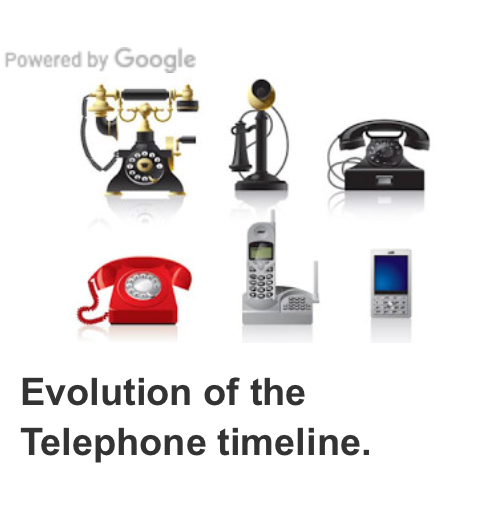 Powered by Google
Evolution of the
Telephone timeline.